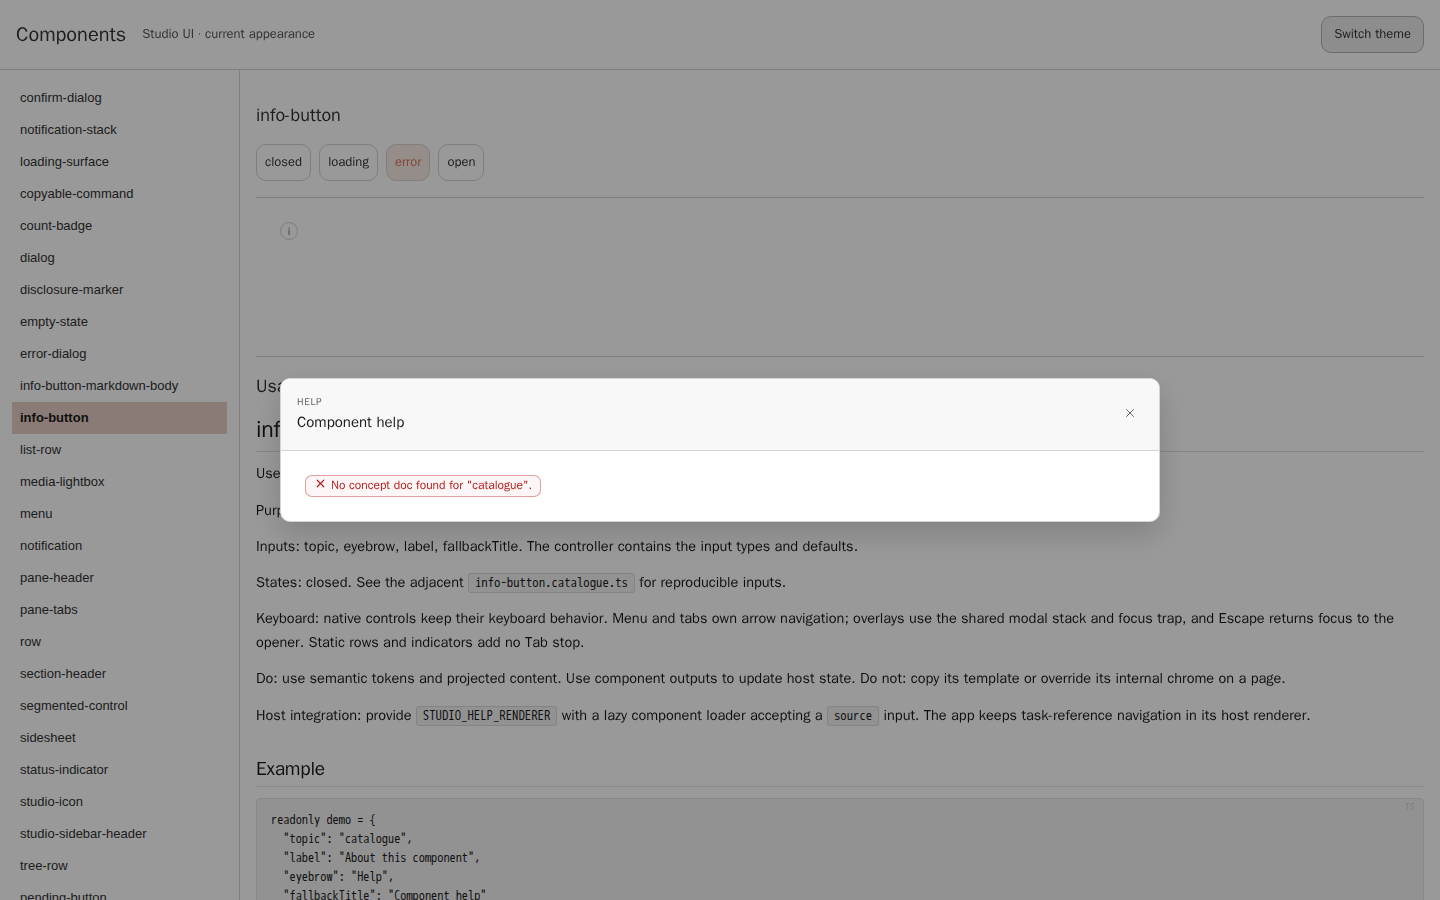 Components
Studio UI · current appearance
Switch theme
confirm-dialog
notification-stack
loading-surface
copyable-command
count-badge
dialog
disclosure-marker
empty-state
error-dialog
info-button-markdown-body
info-button
list-row
media-lightbox
menu
notification
pane-header
pane-tabs
row
section-header
segmented-control
sidesheet
status-indicator
studio-icon
studio-sidebar-header
tree-row
pending-button
info-button
closed
loading
error
open
i
HELP
Component help
No concept doc found for "catalogue".
Inputs: topic, eyebrow, label, fallbackTitle. The controller contains the input types and defaults.
States: closed. See the adjacent info-button.catalogue.ts for reproducible inputs.
Keyboard: native controls keep their keyboard behavior. Menu and tabs own arrow navigation; overlays use the shared modal stack and focus trap, and Escape returns focus to the
opener. Static rows and indicators add no Tab stop.
Do: use semantic tokens and projected content. Use component outputs to update host state. Do not: copy its template or override its internal chrome on a page.
Host integration: provide STUDIO_HELP_RENDERER with a lazy component loader accepting a source input. The app keeps task-reference navigation in its host renderer.
Example
TS
readonly demo = {
"topic": "catalogue",
"label": "About this component",
"eyebrow": "Help",
"fallbackTitle": "Component help"